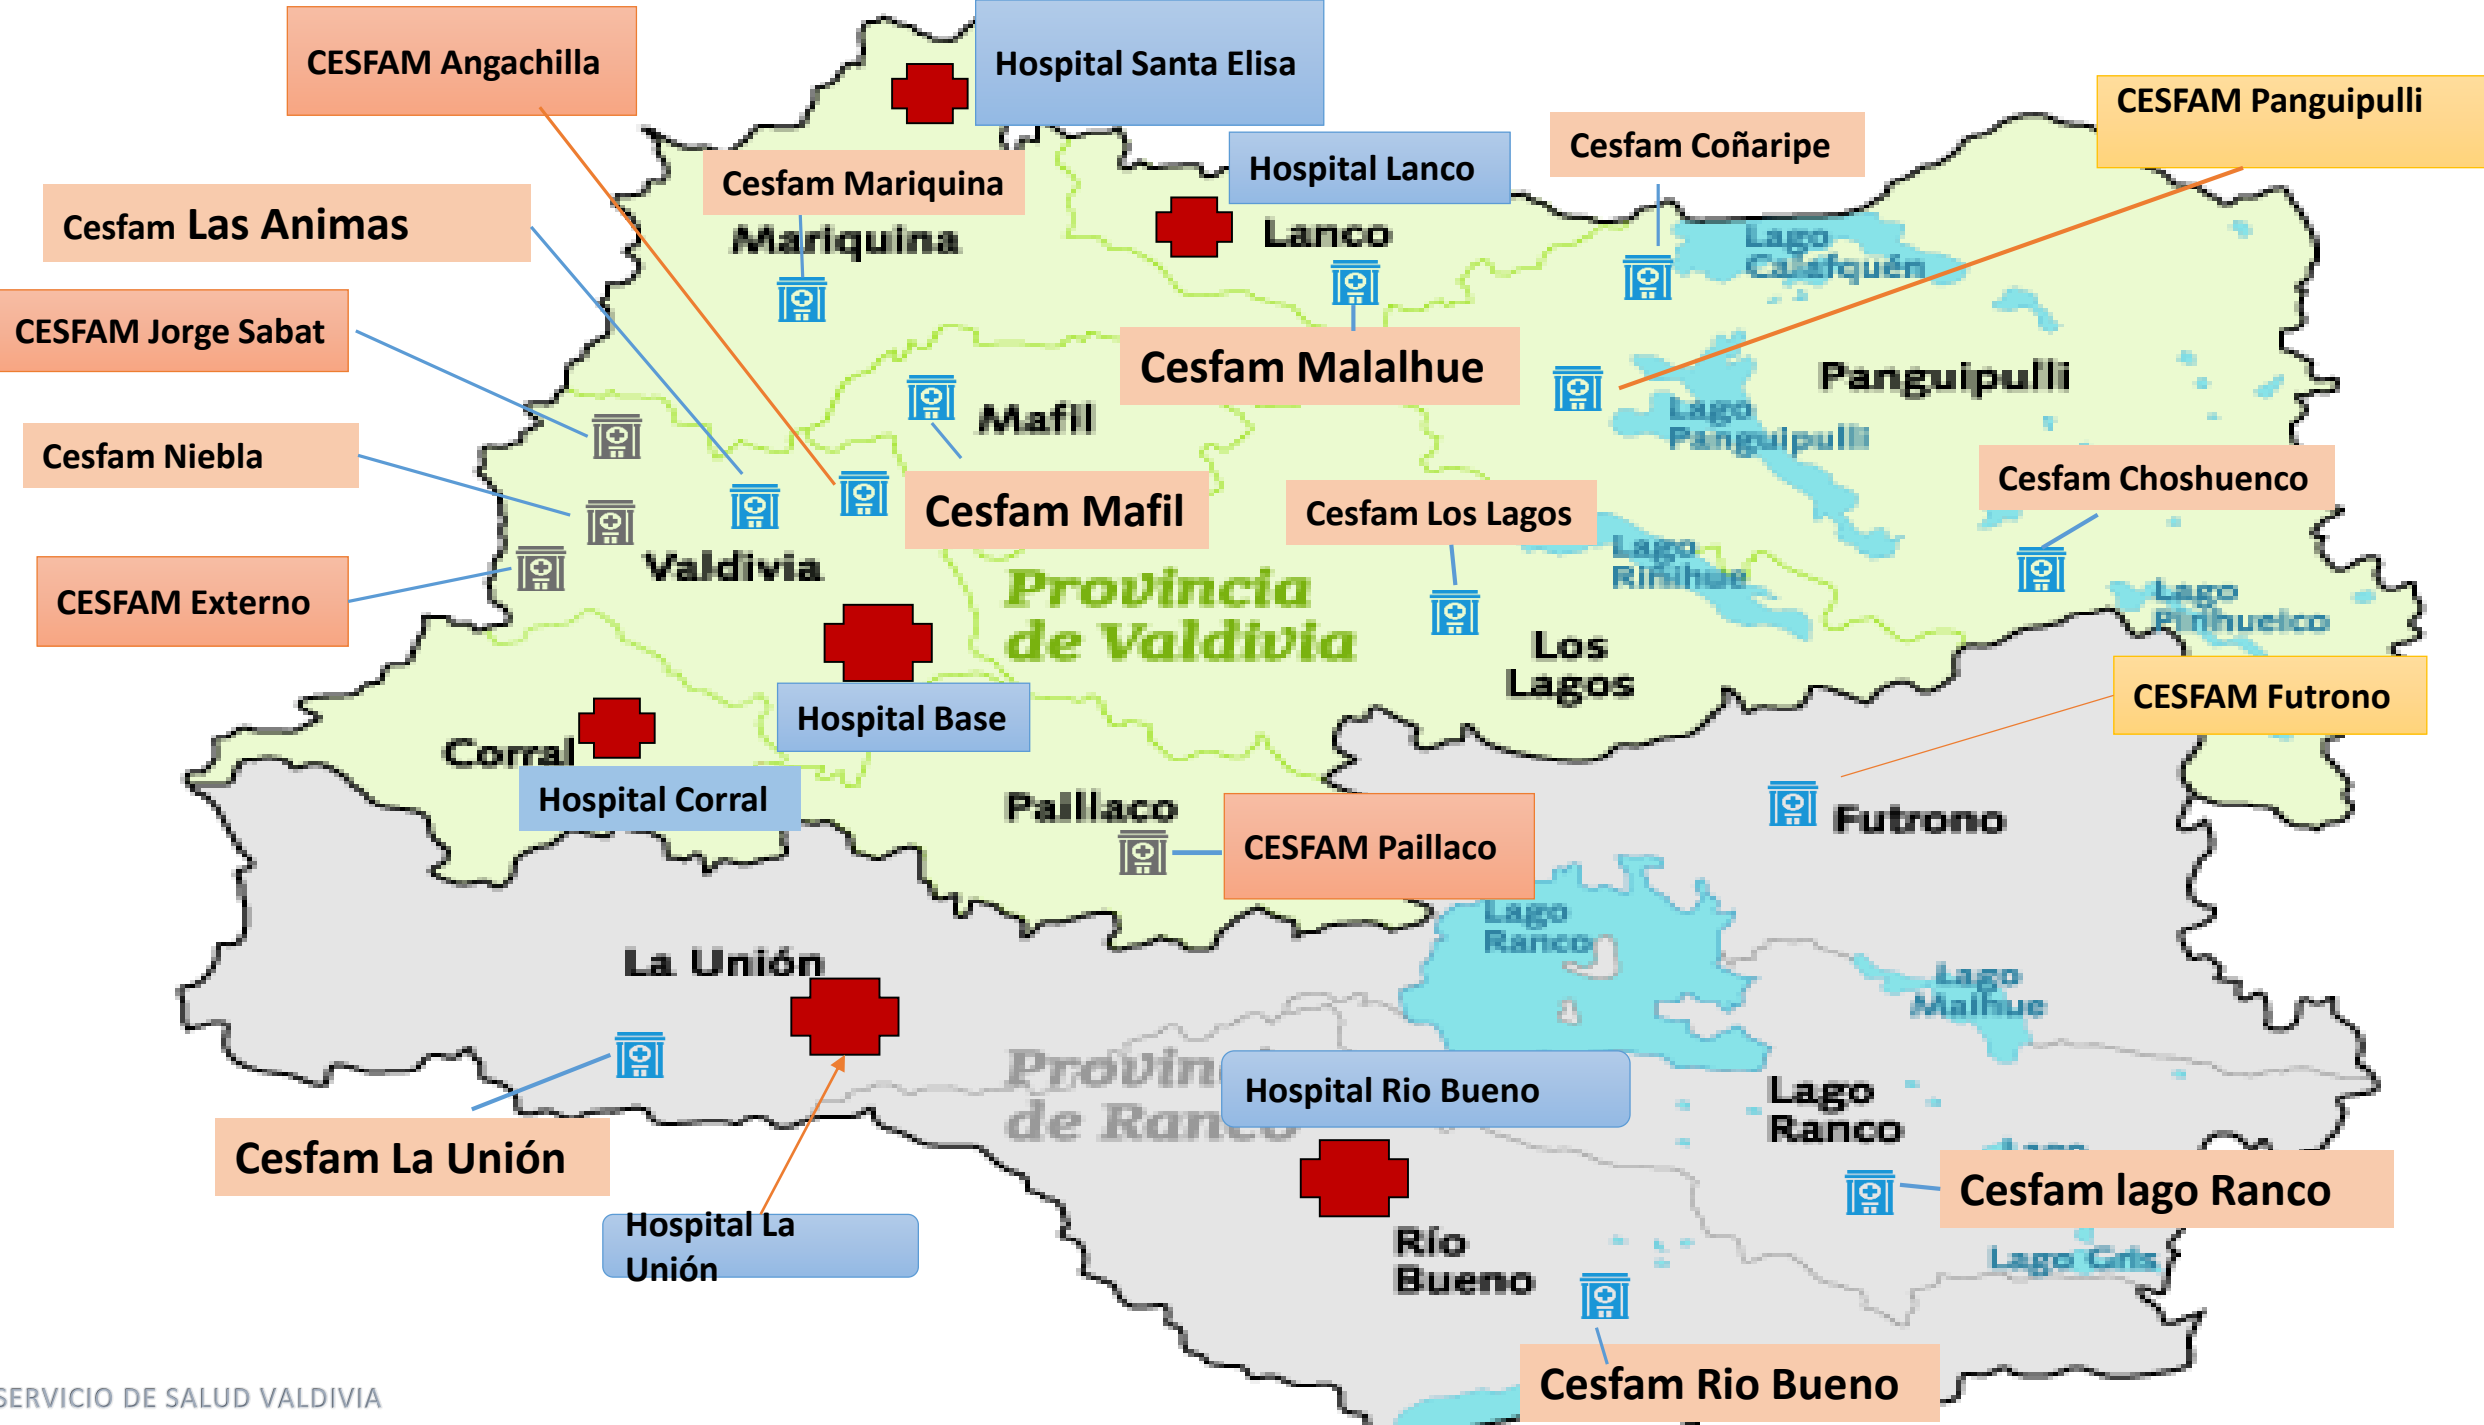 CESFAM Angachilla
Hospital Santa Elisa
CESFAM Panguipulli
Cesfam Coñaripe
Hospital Lanco
Cesfam Mariquina
Cesfam Las Animas
Mariquina
Lanco
Lago
Calafquén
CESFAM Jorge Sabat
Cesfam Malalhue
Panguipulli
Mafil
Lago
Panguipulli
Cesfam Niebla
Cesfam Choshuenco
Cesfam Mafil
Cesfam Los Lagos
Valdivia
Lago
Riñihue
CESFAM Externo
Provincia
de Valdivia
Lago
Pirihueico
Los
Lagos
CESFAM Futrono
Hospital Base
Corral
Hospital Corral
Paillaco
Futrono
CESFAM Paillaco
Lago
Ranco
La Unión
Lago
Maihue
Provin
de Ranco
Hospital Rio Bueno
Lago
Ranco
Cesfam La Unión
Lago
Cesfam lago Ranco
Hospital La
Unión
Río
Bueno
Lago Gris
Cesfam Rio Bueno
SERVICIO DE SALUD VALDIVIA